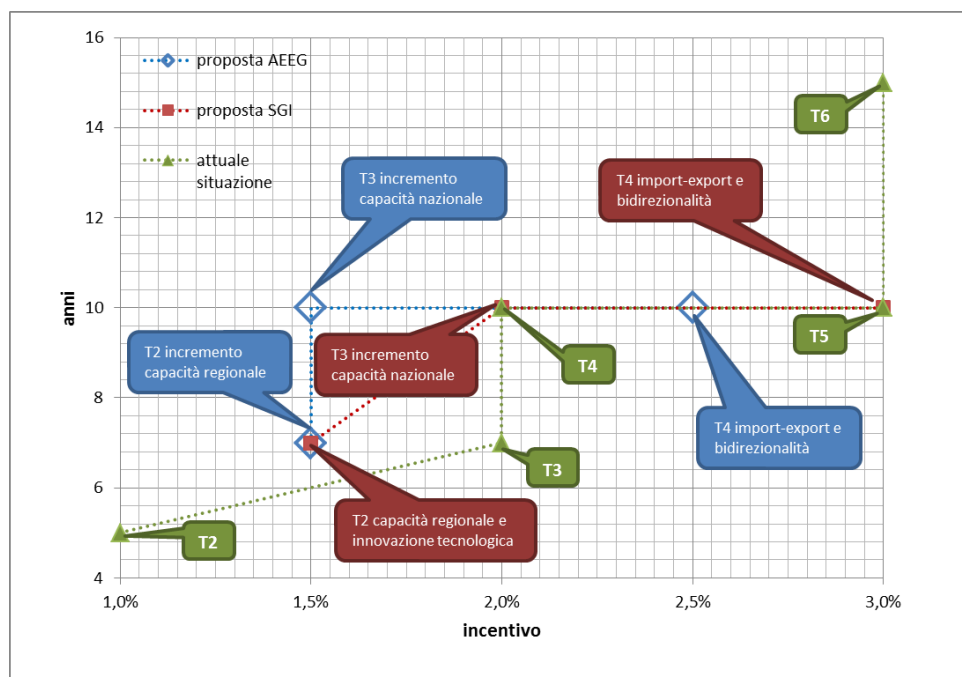 16
14
12
10
8
6
4
anni
proposta AEEG
proposta SGI
attuale
situazione
T3 incremento
capacità nazionale
T4 import-export e
bidirezionalità
T6
T2 incremento
capacità regionale
T3 incremento
capacità nazionale
T4
T5
T4 import-export e
bidirezionalità
T3
T2 capacità regionale e
innovazione tecnologica
T2
1,0%
1,5%
2,0%
2,5%
3,0%
incentivo